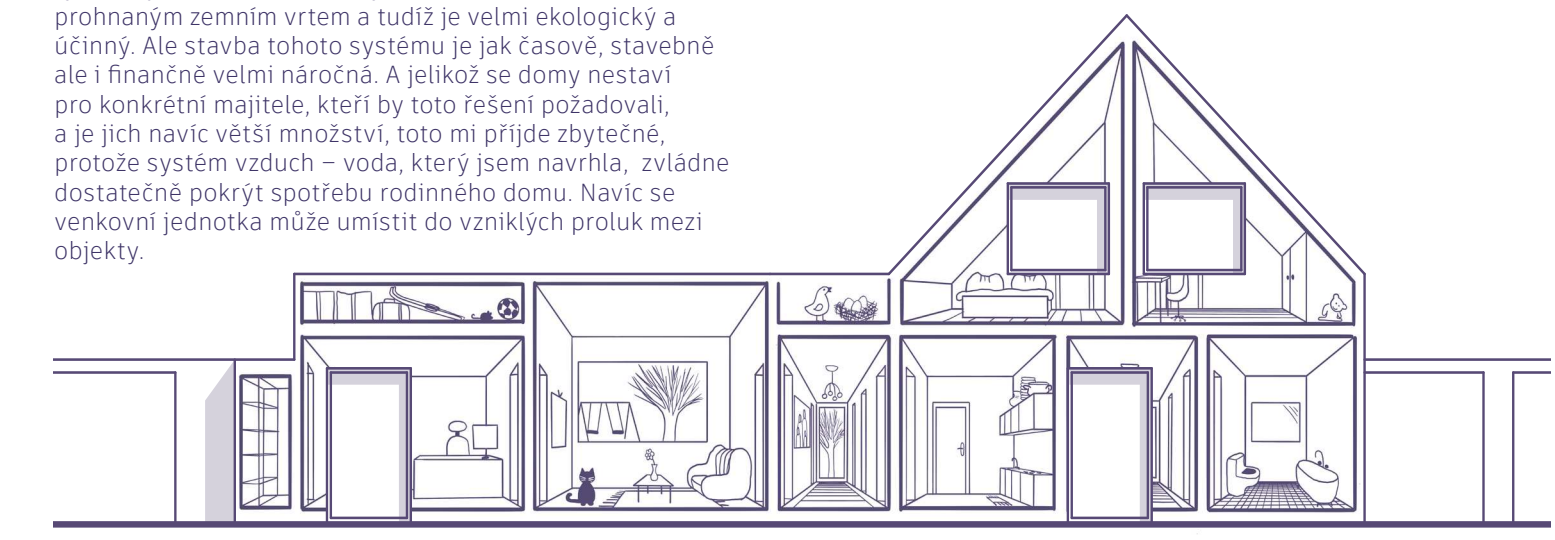 prohnaným zemním vrtem a tudíž je velmi ekologický a
účinný. Ale stavba tohoto systému je jak časově, stavebně
ale i finančně velmi náročná. A jelikož se domy nestaví
pro konkrétní majitele, kteří by toto řešení požadovali,
a je jich navíc větší množství, toto mi příjde zbytečné,
protože systém vzduch – voda, který jsem navrhla,  zvládne
dostatečně pokrýt spotřebu rodinného domu. Navíc se
venkovní jednotka může umístit do vzniklých proluk mezi
objekty.